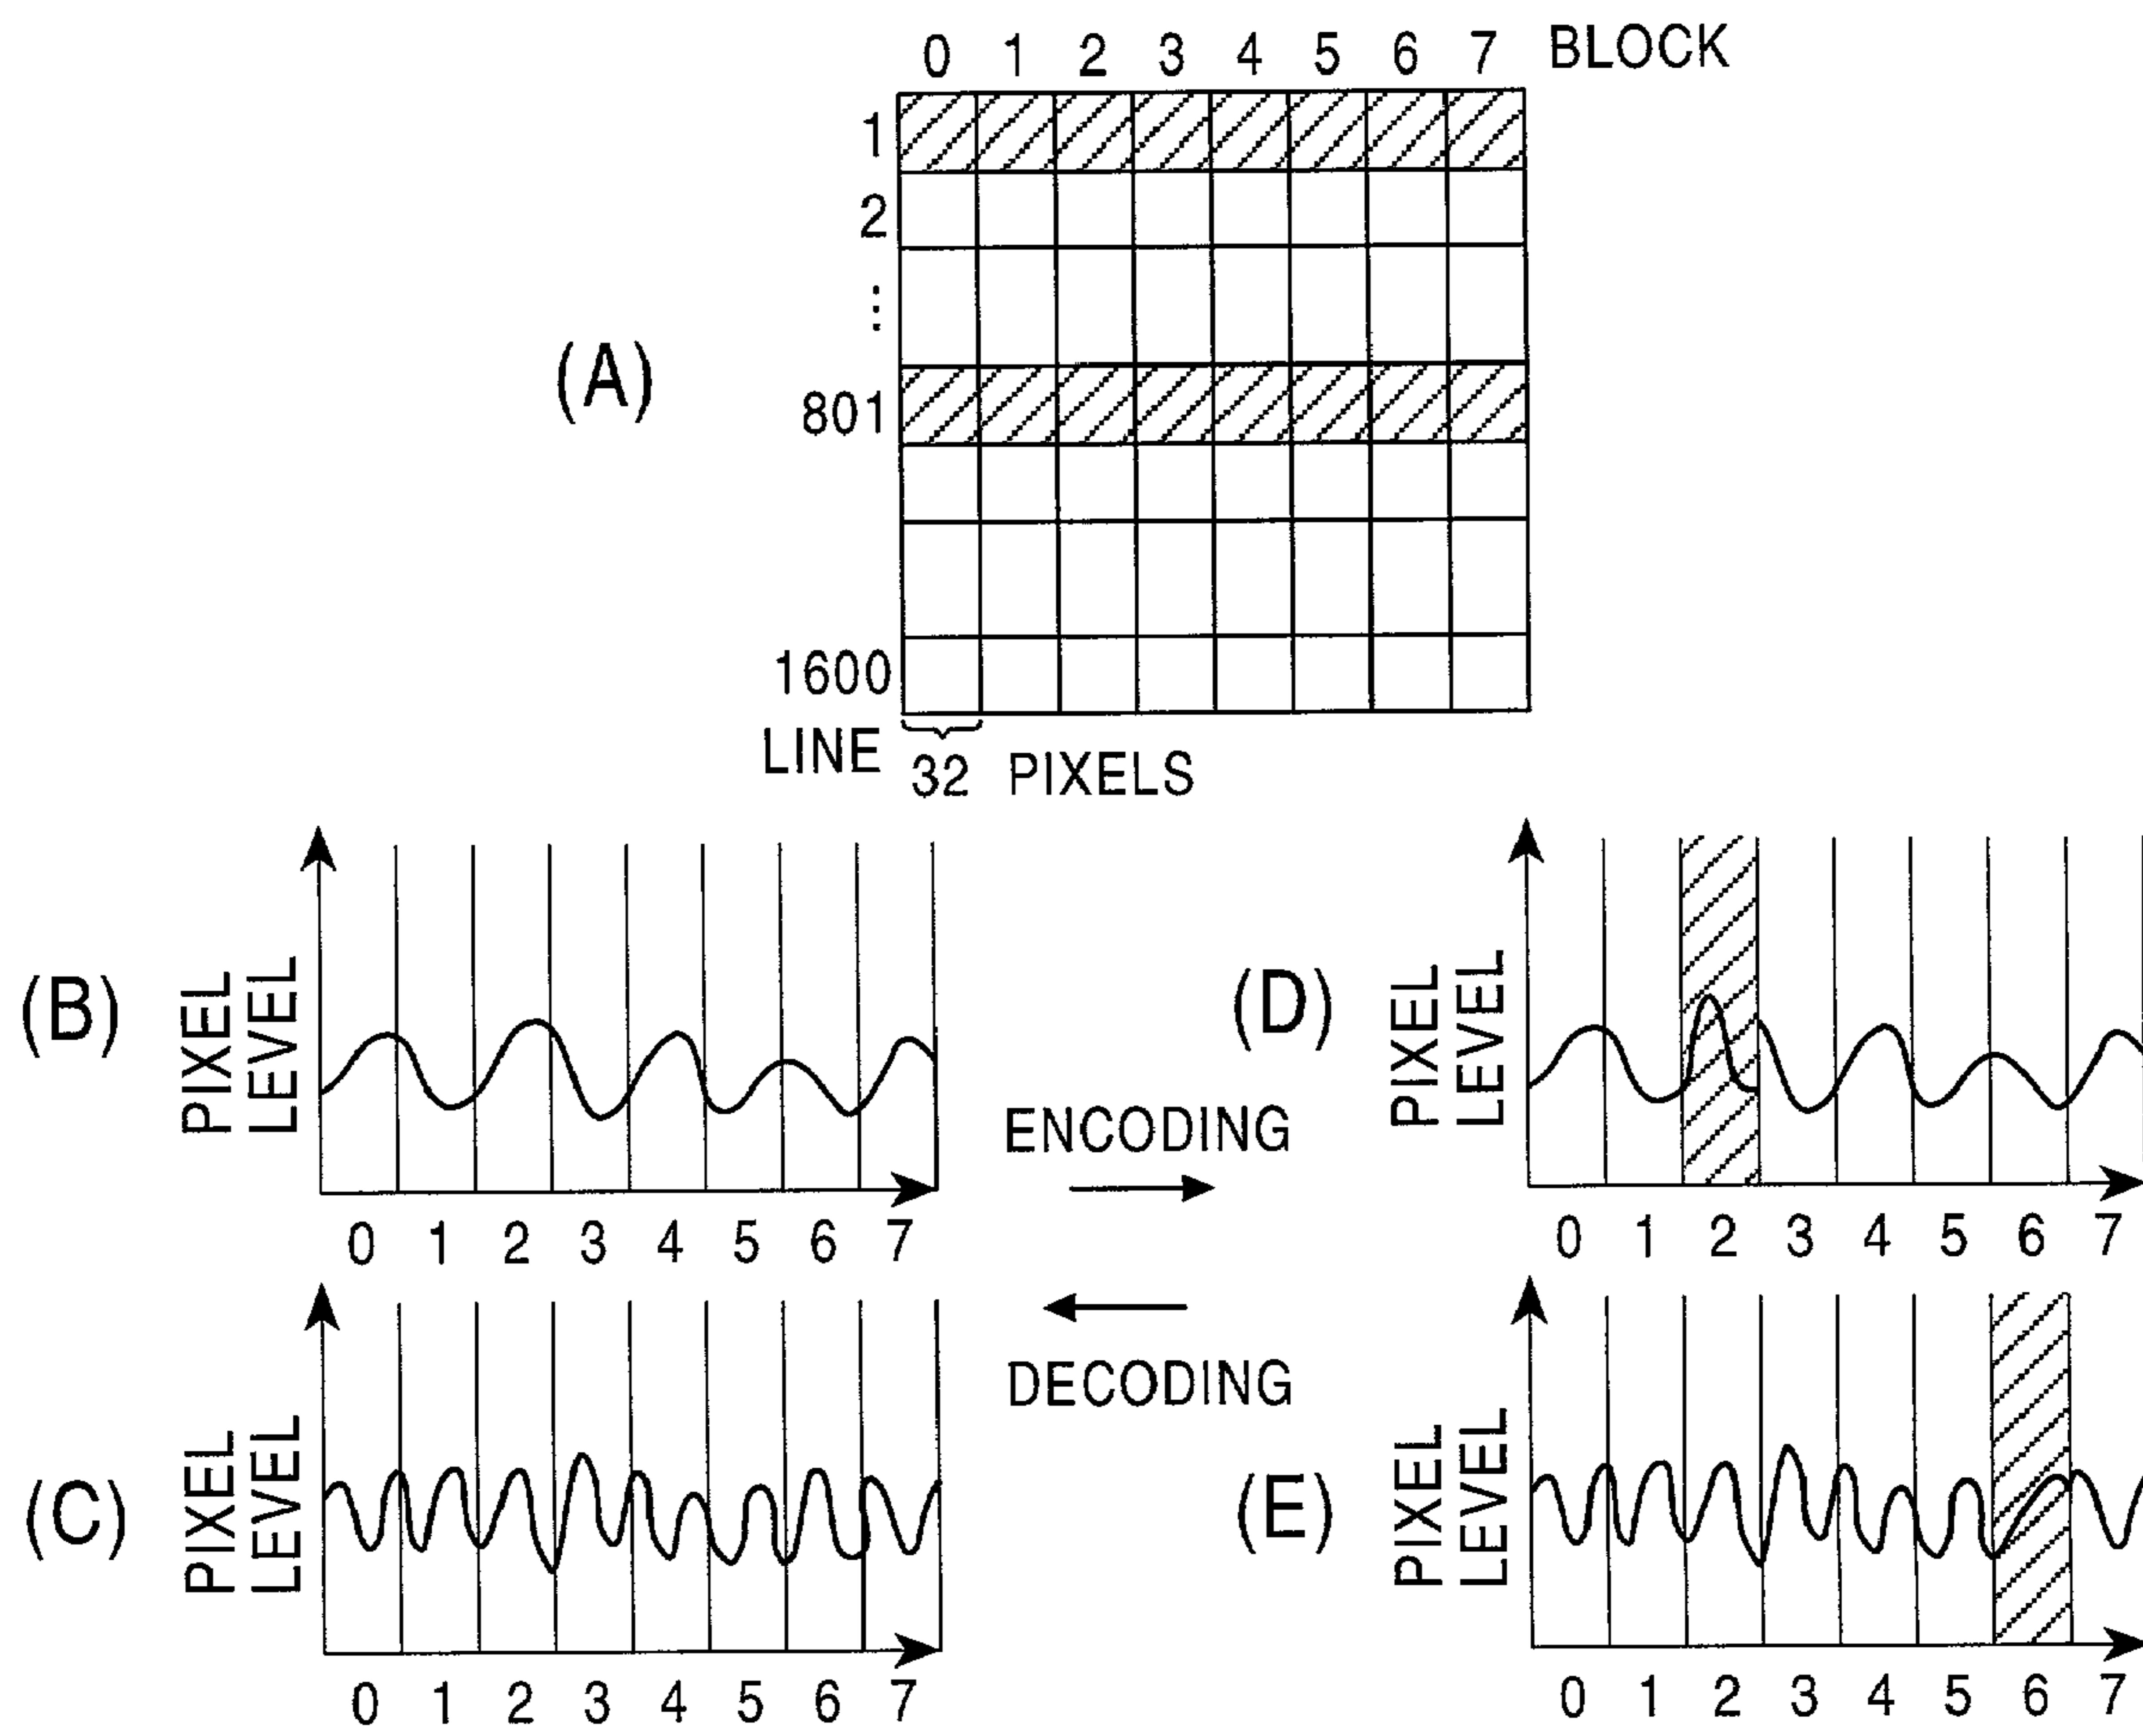 0 1 2 3 4 5 6 7 BLOCK
1
2
⋮
(A)
801
1600
LINE
32 PIXELS
(B)
PIXEL
LEVEL
0 1 2 3 4 5 6 7
ENCODING
(D)
PIXEL
LEVEL
0 1 2 3 4 5 6 7
(C)
PIXEL
LEVEL
0 1 2 3 4 5 6 7
DECODING
(E)
PIXEL
LEVEL
0 1 2 3 4 5 6 7